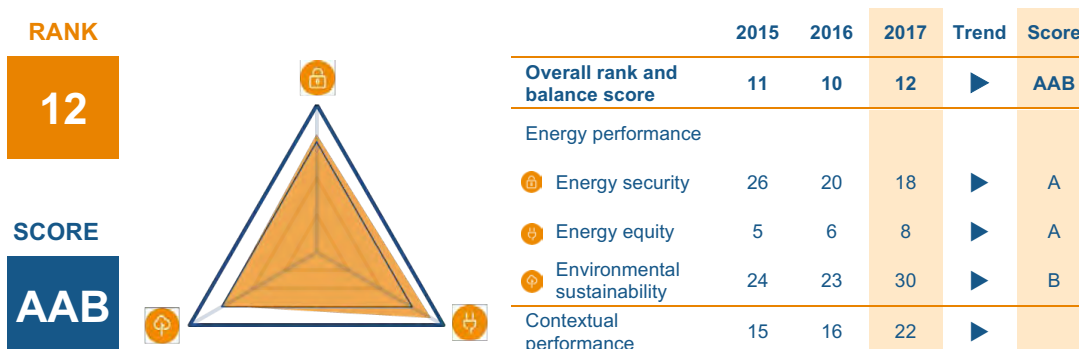 RANK
12
SCORE
AAB
2015 2016 2017 Trend Score
Overall rank and
balance score 11 10 12 AAB
Energy performance
Energy security 26 20 18 A
Energy equity 5 6 8 A
Environmental
sustainability 24 23 30 B
Contextual
performance 15 16 22